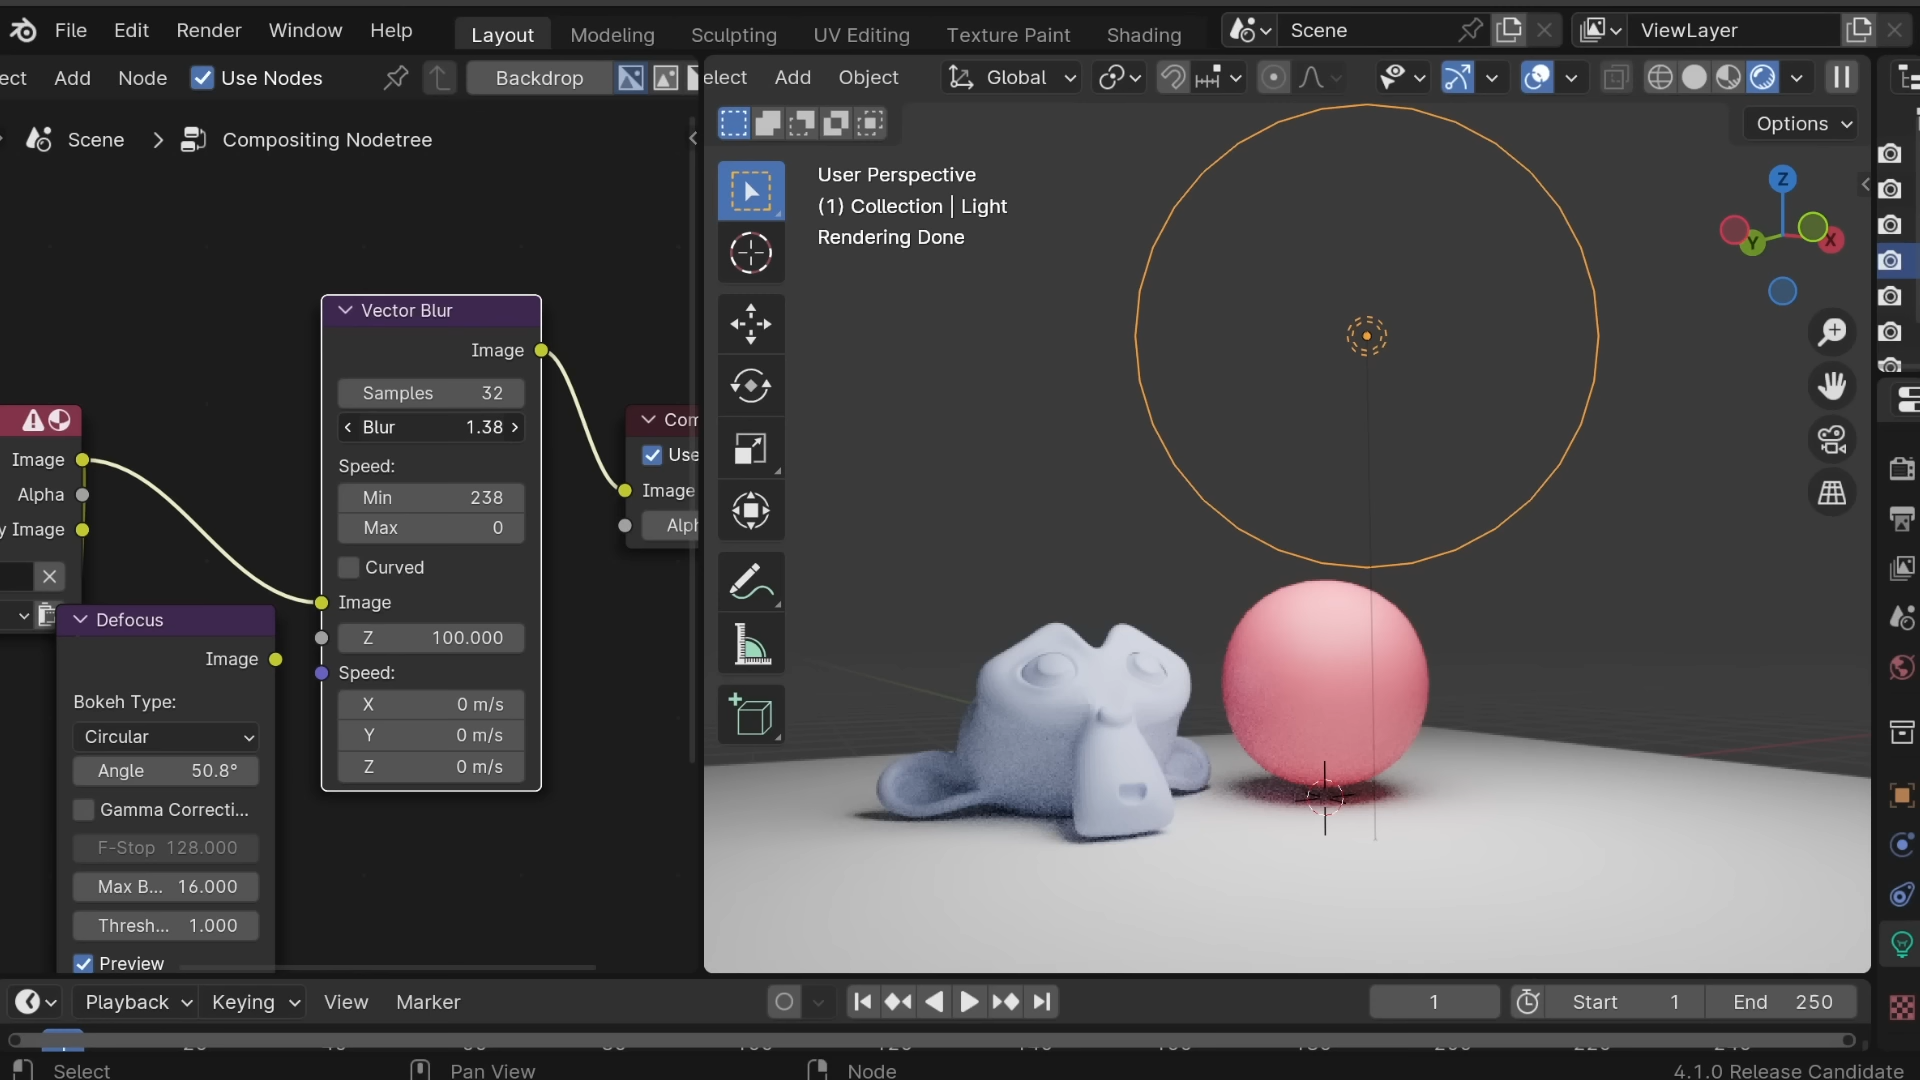 File Edit Render Window Help Layout Modeling Sculpting UV Editing Texture Paint Shading Scene ViewLayer
ect Add Node Use Nodes Backdrop elect Add Object Global
Scene > Compositing Nodetree
Options
User Perspective
(1) Collection | Light
Rendering Done
Z
Y
X
Vector Blur
Image
Samples 32
Blur 1.38
Speed:
Min 238
Max 0
Curved
Image
Z 100.000
Speed:
X 0 m/s
Y 0 m/s
Z 0 m/s
Com
Use
Image
Alph
Image
Alpha
y Image
Defocus
Image
Bokeh Type:
Circular
Angle 50.8°
Gamma Correcti...
F-Stop 128.000
Max B... 16.000
Thresh... 1.000
Preview
Playback Keying View Marker 1 Start 1 End 250
Select Pan View Node 4.1.0 Release Candidate